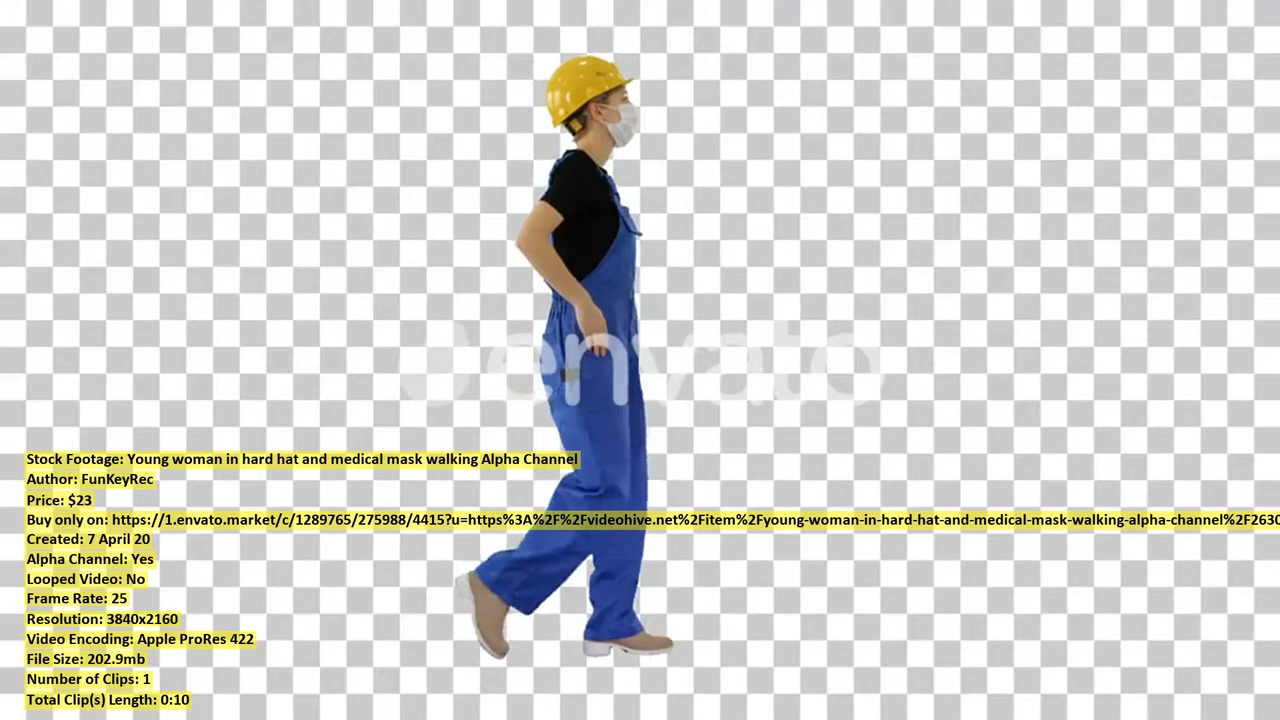 envato
Stock Footage: Young woman in hard hat and medical mask walking Alpha Channel
Author: FunKeyRec
Price: $23
Buy only on: https://1.envato.market/c/1289765/275988/4415?u=https%3A%2F%2Fvideohive.net%2Fitem%2Fyoung-woman-in-hard-hat-and-medical-mask-walking-alpha-channel%2F2630
Created: 7 April 20
Alpha Channel: Yes
Looped Video: No
Frame Rate: 25
Resolution: 3840x2160
Video Encoding: Apple ProRes 422
File Size: 202.9mb
Number of Clips: 1
Total Clip(s) Length: 0:10